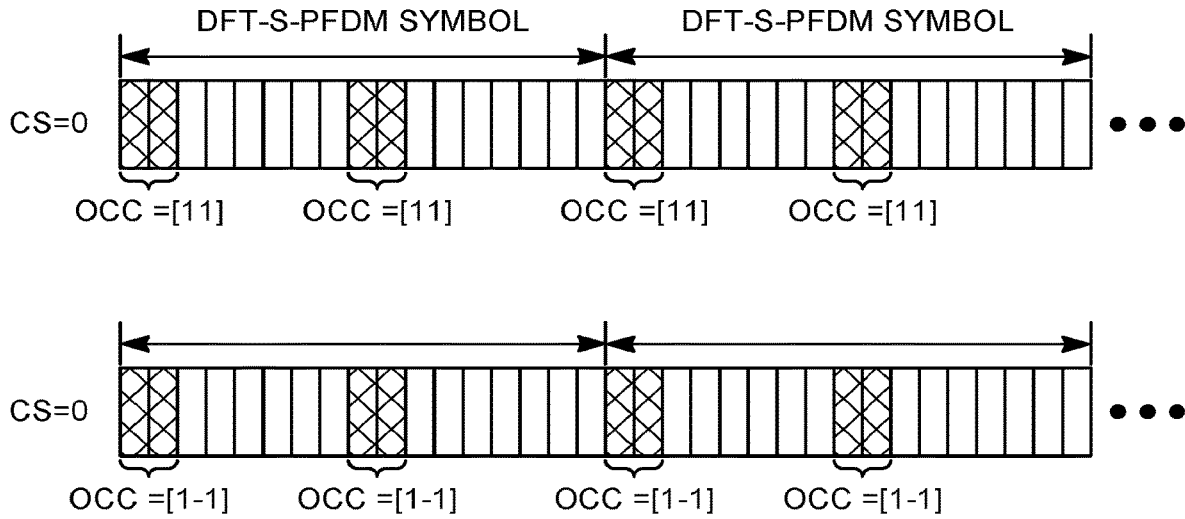 DFT-S-PFDM SYMBOL DFT-S-PFDM SYMBOL
CS=0
OCC =[11] OCC =[11] OCC =[11] OCC =[11]
CS=0
OCC =[1-1] OCC =[1-1] OCC =[1-1] OCC =[1-1]